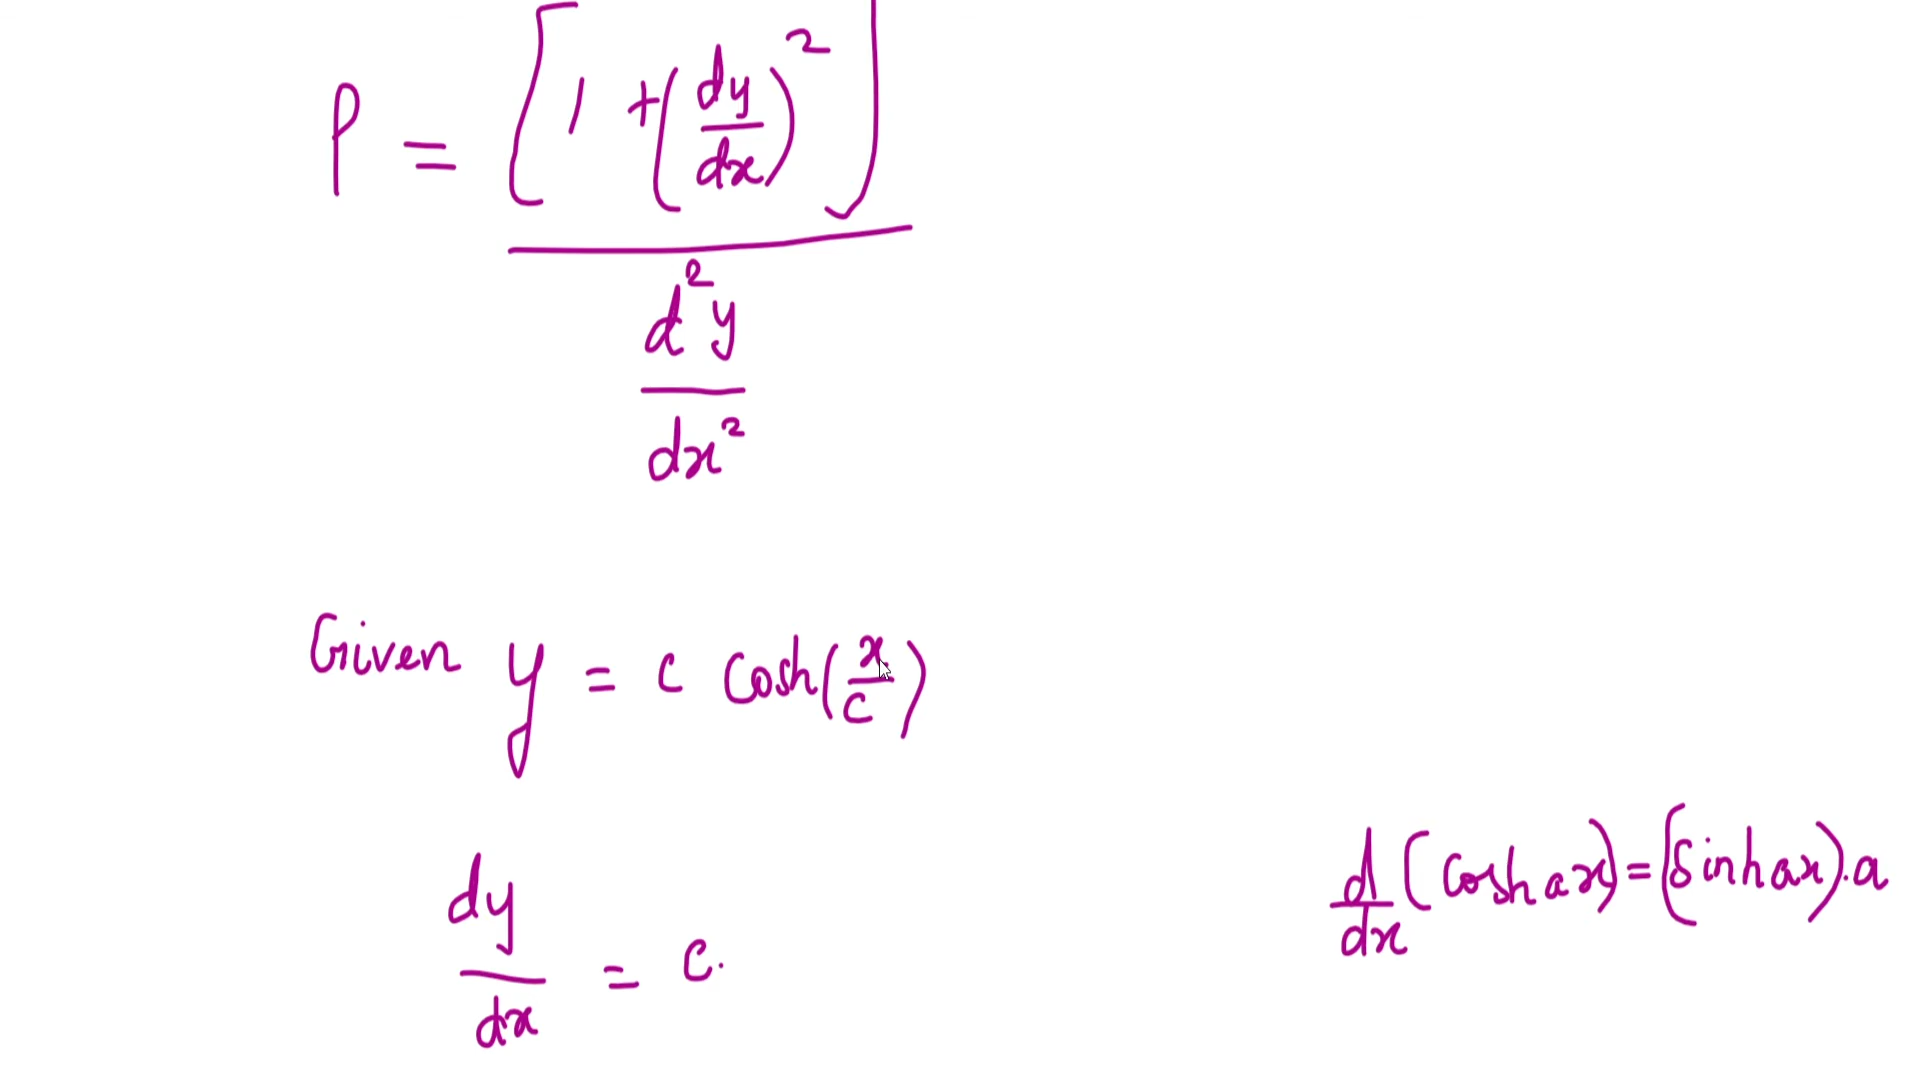 ρ = [1 + (dy/dx)²] / (d²y/dx²)
Given y = c Cosh(x/c)
d/dx (Cosh ax) = (Sinh ax).a
dy/dx = c.